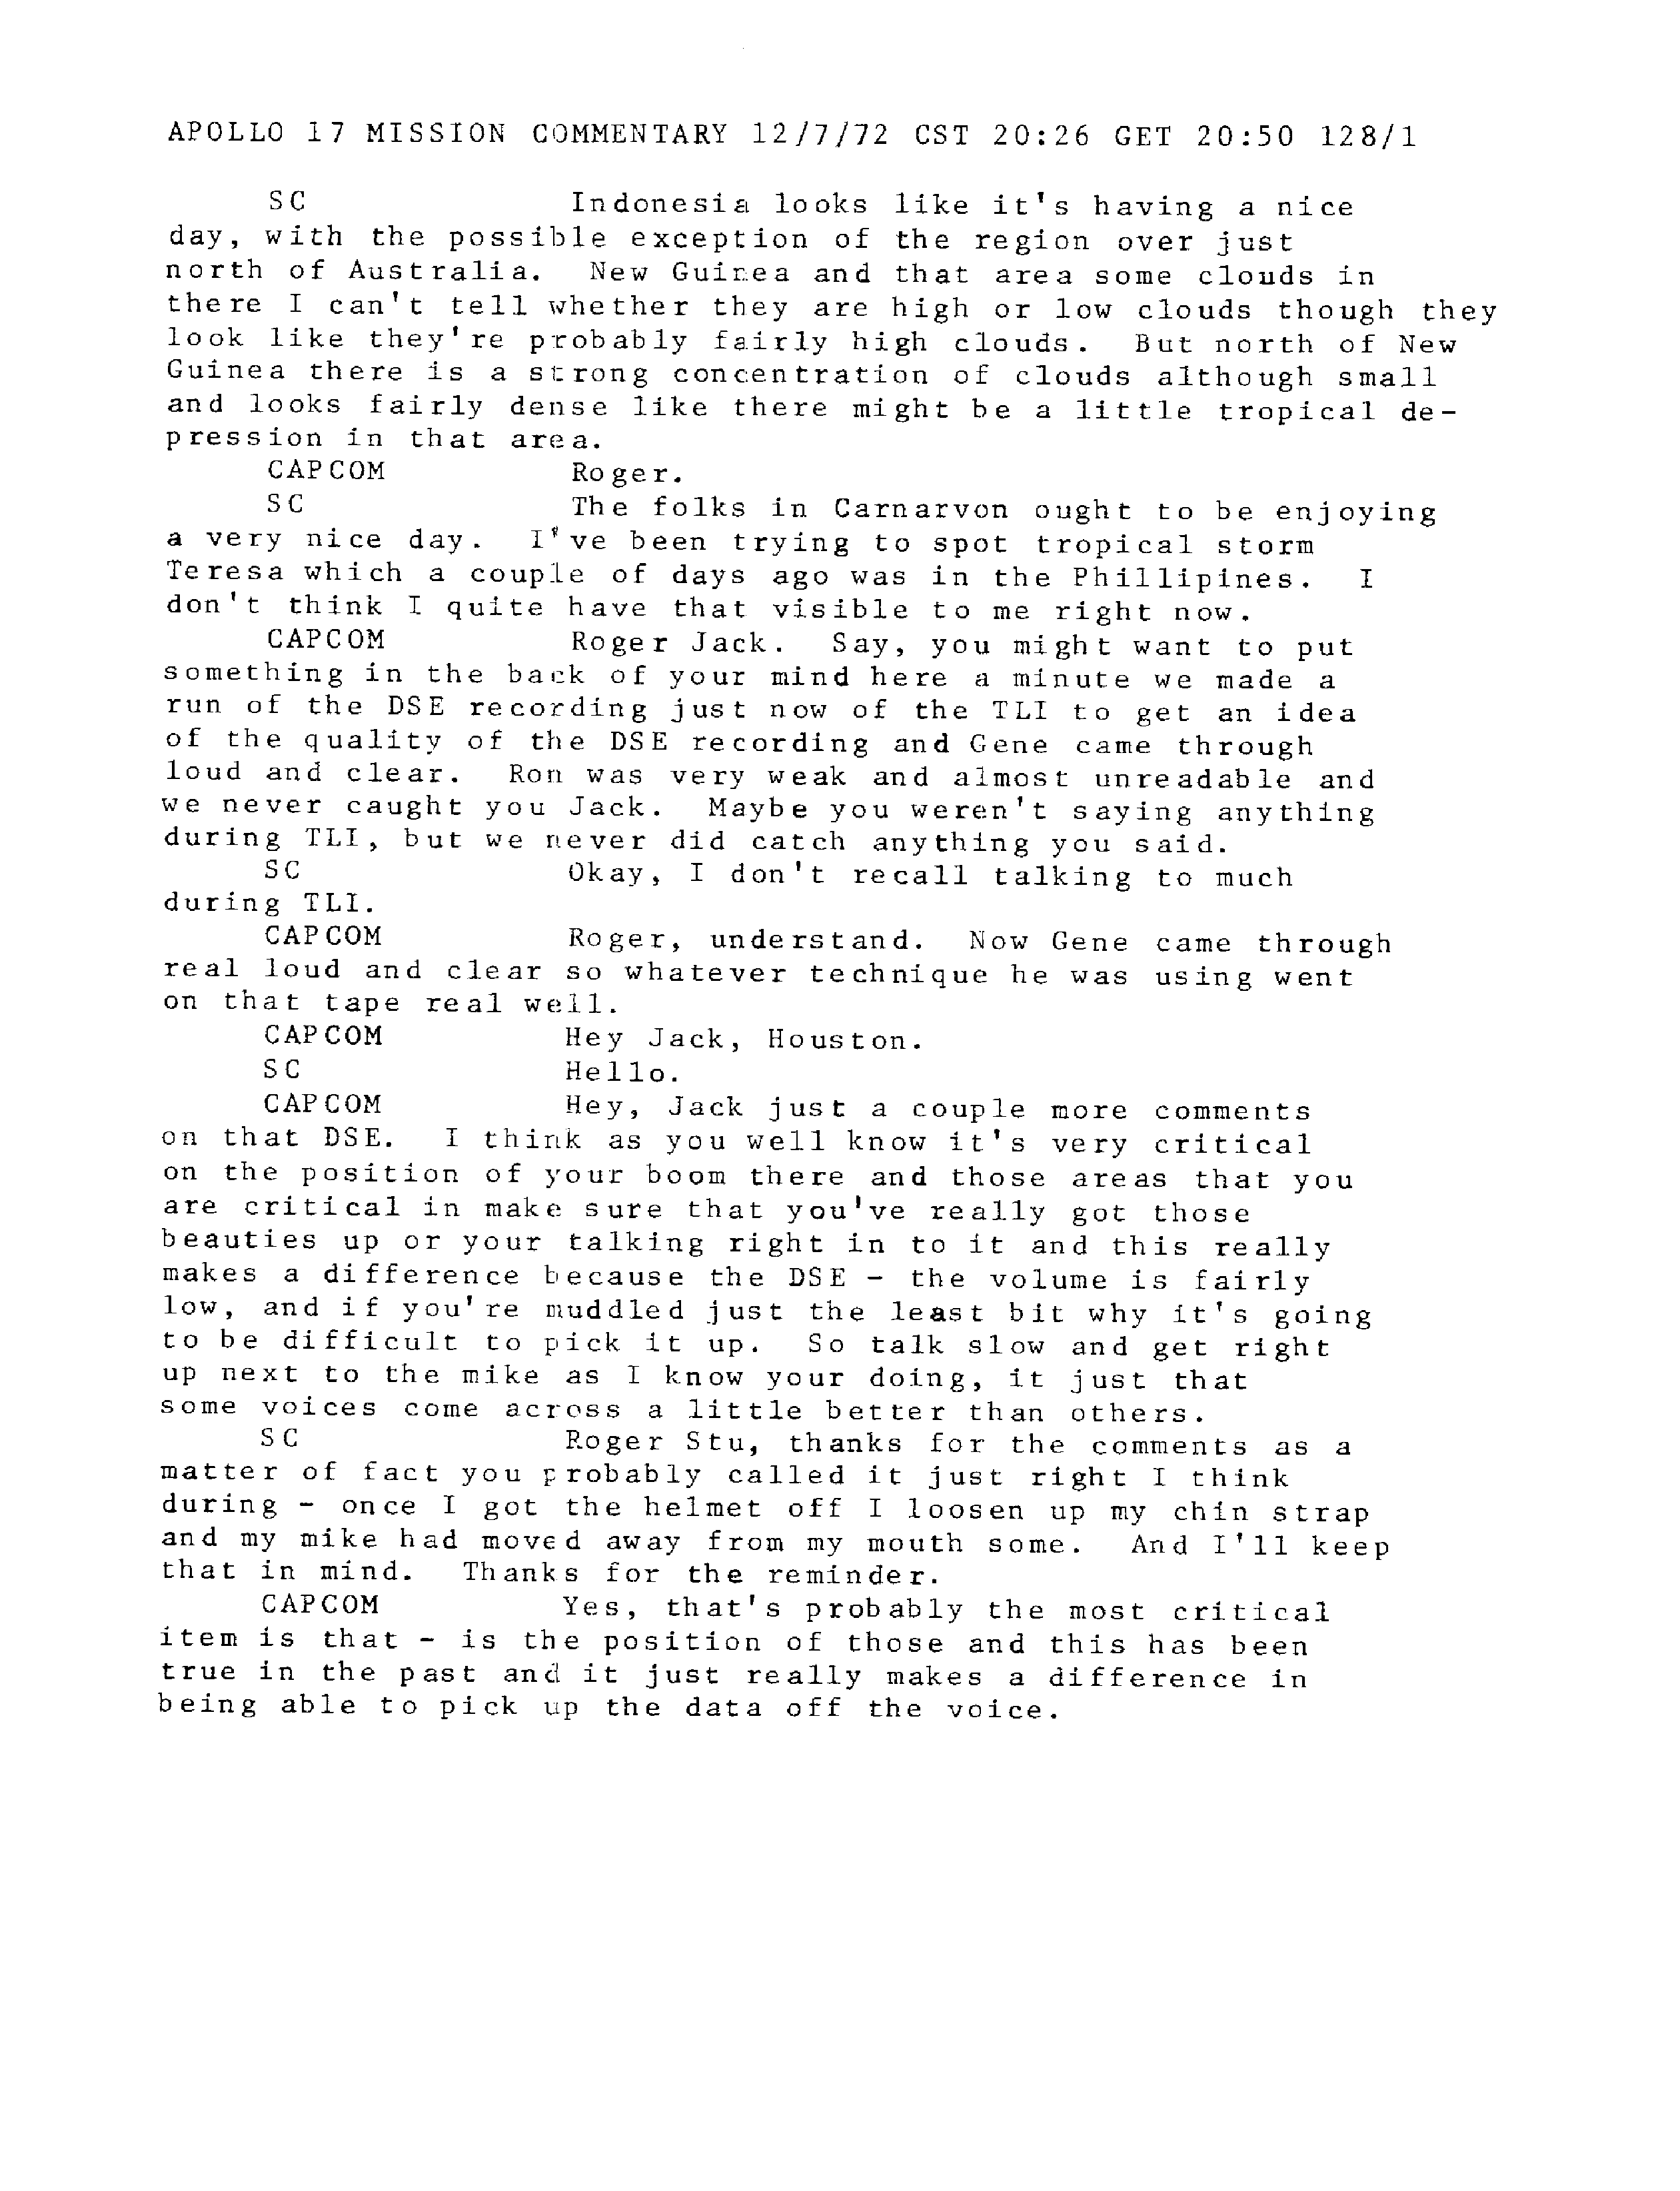 APOLLO 17 MISSION COMMENTARY 12/7/72 CST 20:26 GET 20:50 128/1
SC Indonesia looks like it's having a nice
day, with the possible exception of the region over just
north of Australia. New Guinea and that area some clouds in
there I can't tell whether they are high or low clouds though they
look like they're probably fairly high clouds. But north of New
Guinea there is a strong concentration of clouds although small
and looks fairly dense like there might be a little tropical de-
pression in that area.
CAPCOM Roger.
SC The folks in Carnarvon ought to be enjoying
a very nice day. I've been trying to spot tropical storm
Teresa which a couple of days ago was in the Phillipines. I
don't think I quite have that visible to me right now.
CAPCOM Roger Jack. Say, you might want to put
something in the back of your mind here a minute we made a
run of the DSE recording just now of the TLI to get an idea
of the quality of the DSE recording and Gene came through
loud and clear. Ron was very weak and almost unreadable and
we never caught you Jack. Maybe you weren't saying anything
during TLI, but we never did catch anything you said.
SC Okay, I don't recall talking to much
during TLI.
CAPCOM Roger, understand. Now Gene came through
real loud and clear so whatever technique he was using went
on that tape real well.
CAPCOM Hey Jack, Houston.
SC Hello.
CAPCOM Hey, Jack just a couple more comments
on that DSE. I think as you well know it's very critical
on the position of your boom there and those areas that you
are critical in make sure that you've really got those
beauties up or your talking right in to it and this really
makes a difference because the DSE - the volume is fairly
low, and if you're muddled just the least bit why it's going
to be difficult to pick it up. So talk slow and get right
up next to the mike as I know your doing, it just that
some voices come across a little better than others.
SC Roger Stu, thanks for the comments as a
matter of fact you probably called it just right I think
during - once I got the helmet off I loosen up my chin strap
and my mike had moved away from my mouth some. And I'll keep
that in mind. Thanks for the reminder.
CAPCOM Yes, that's probably the most critical
item is that - is the position of those and this has been
true in the past and it just really makes a difference in
being able to pick up the data off the voice.